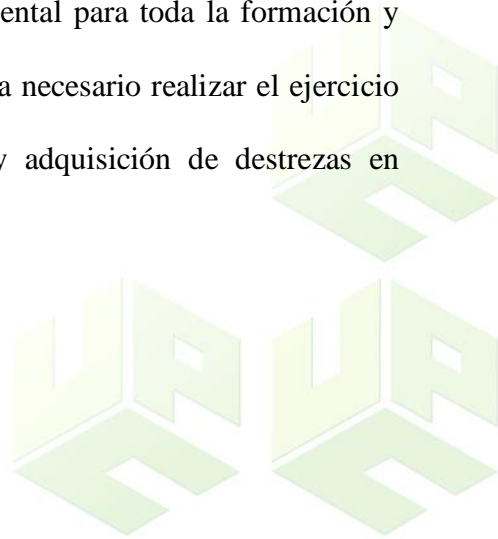 ental para toda la formación y
a necesario realizar el ejercicio
y adquisición de destrezas en